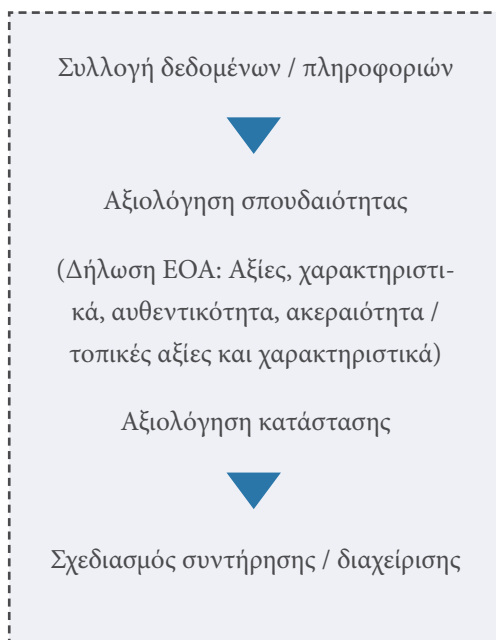 Συλλογή δεδομένων / πληροφοριών
Αξιολόγηση σπουδαιότητας
(Δήλωση ΕΟΑ: Αξίες, χαρακτηριστι-
κά, αυθεντικότητα, ακεραιότητα /
τοπικές αξίες και χαρακτηριστικά)
Αξιολόγηση κατάστασης
Σχεδιασμός συντήρησης / διαχείρισης